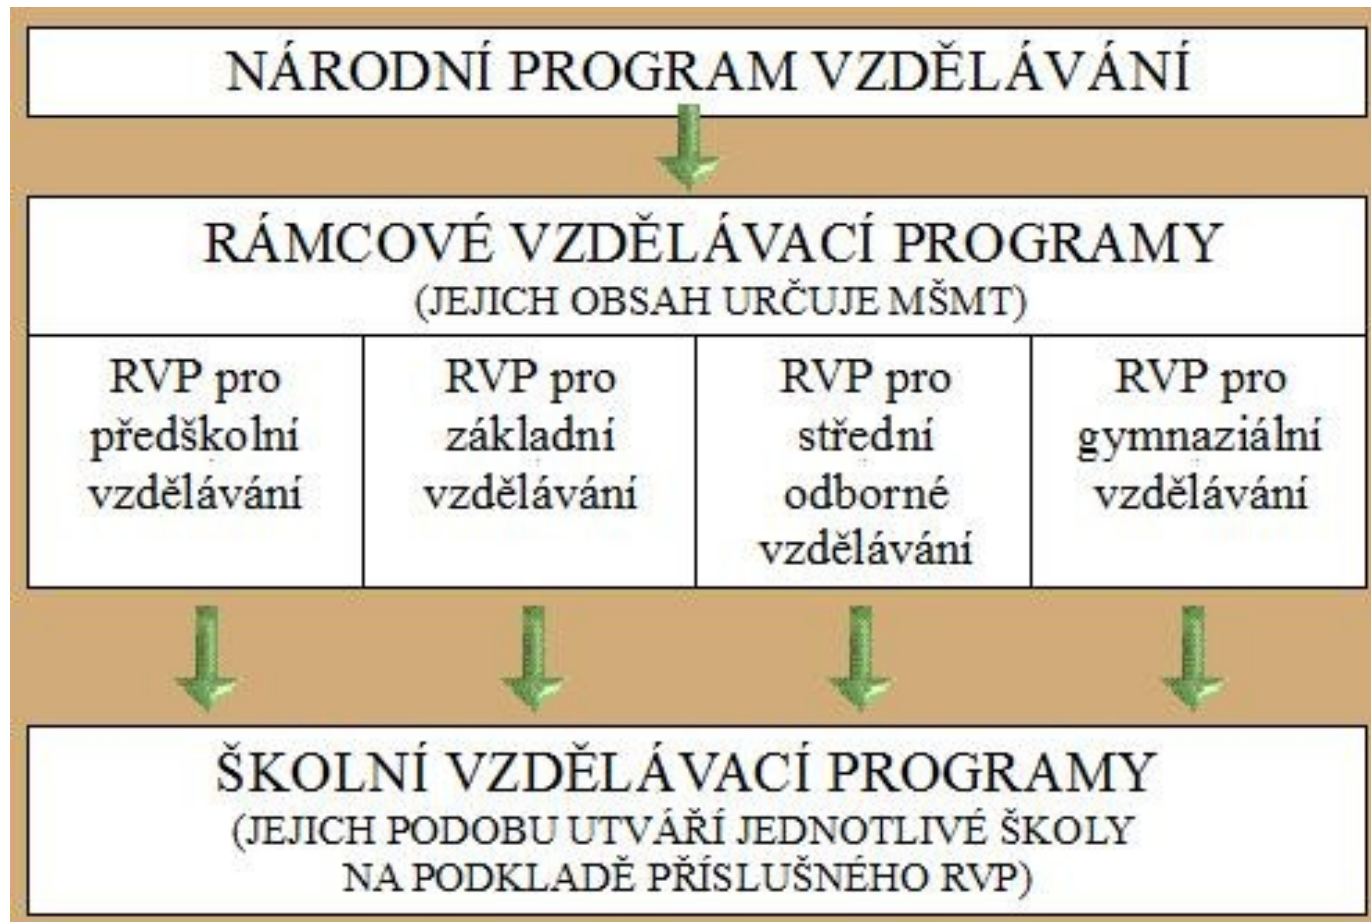 NÁRODNÍ PROGRAM VZDĚLÁVÁNÍ
RÁMCOVÉ VZDĚLÁVACÍ PROGRAMY
(JEJICH OBSAH URČUJE MŠMT)
RVP pro
předškolní
vzdělávání
RVP pro
základní
vzdělávání
RVP pro
střední
odborné
vzdělávání
RVP pro
gymnaziální
vzdělávání
ŠKOLNÍ VZDĚLÁVACÍ PROGRAMY
(JEJICH PODOBU UTVÁŘÍ JEDNOTLIVÉ ŠKOLY
NA PODKLADĚ PŘÍSLUŠNÉHO RVP)